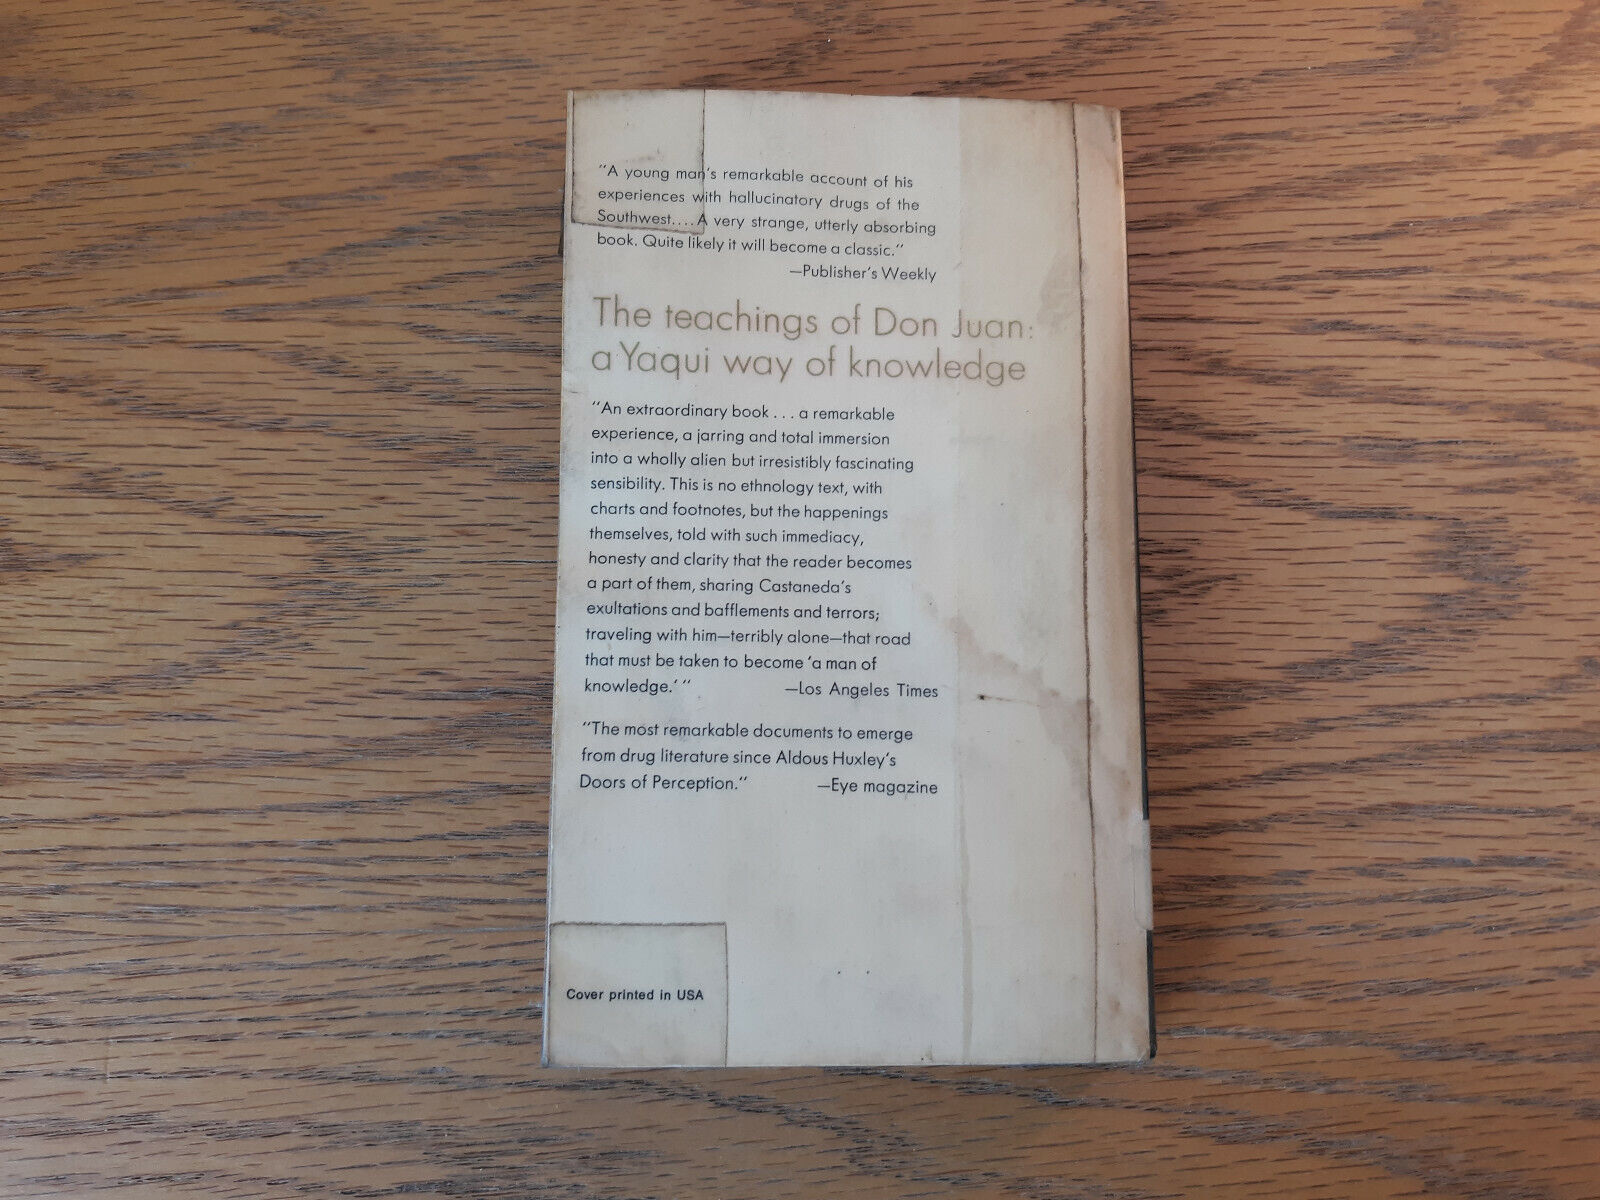 “A young man’s remarkable account of his
experiences with hallucinatory drugs of the
Southwest....A very strange, utterly absorbing
book. Quite likely it will become a classic.”
—Publisher’s Weekly
The teachings of Don Juan:
a Yaqui way of knowledge
“An extraordinary book . . . a remarkable
experience, a jarring and total immersion
into a wholly alien but irresistibly fascinating
sensibility. This is no ethnology text, with
charts and footnotes, but the happenings
themselves, told with such immediacy,
honesty and clarity that the reader becomes
a part of them, sharing Castaneda’s
exultations and bafflements and terrors;
traveling with him—terribly alone—that road
that must be taken to become ‘a man of
knowledge.’ ” —Los Angeles Times
“The most remarkable documents to emerge
from drug literature since Aldous Huxley’s
Doors of Perception.” —Eye magazine
Cover printed in USA